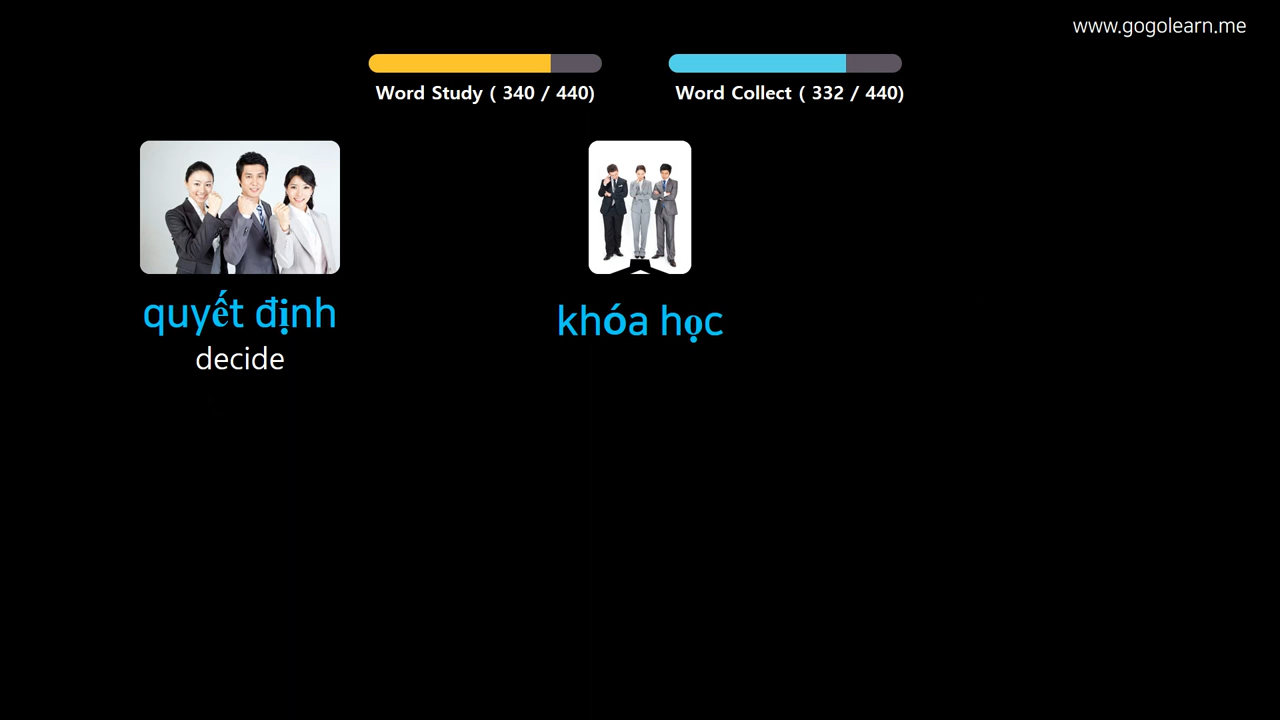 www.gogolearn.me
Word Study ( 340 / 440)
Word Collect ( 332 / 440)
quyết định
decide
khóa học